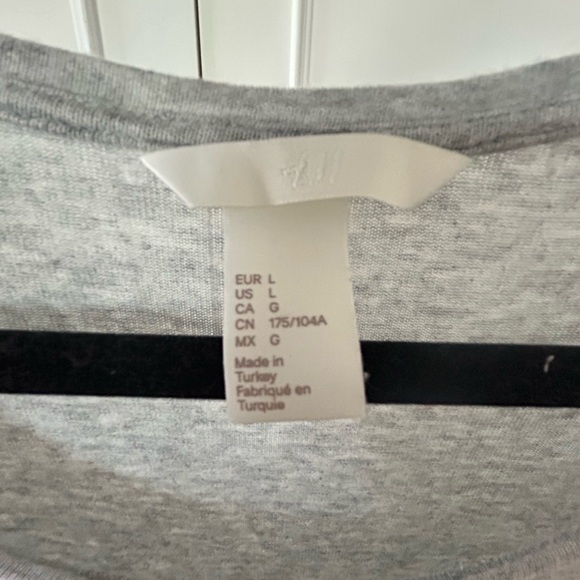 H&M
EUR L
US L
CA G
CN 175/104A
MX G
Made in
Turkey
Fabriqué en
Turquie